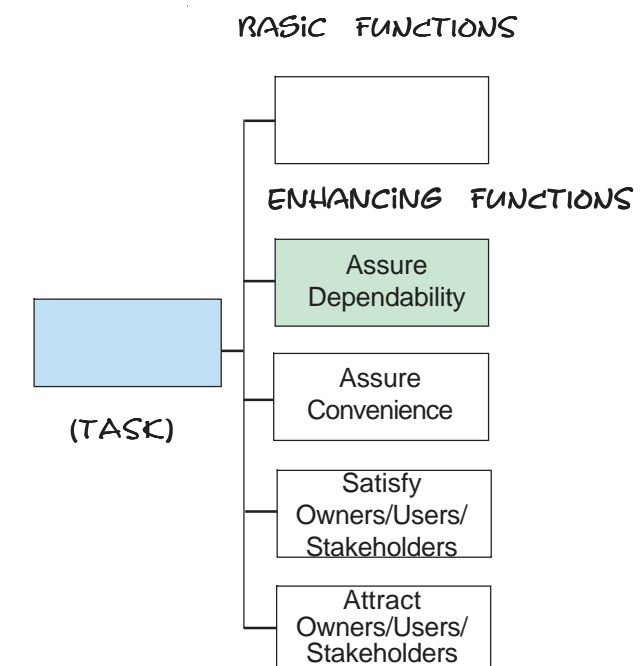 BASIC FUNCTIONS
ENHANCING FUNCTIONS
Assure
Dependability
Assure
Convenience
(TASK)
Satisfy
Owners/Users/
Stakeholders
Attract
Owners/Users/
Stakeholders